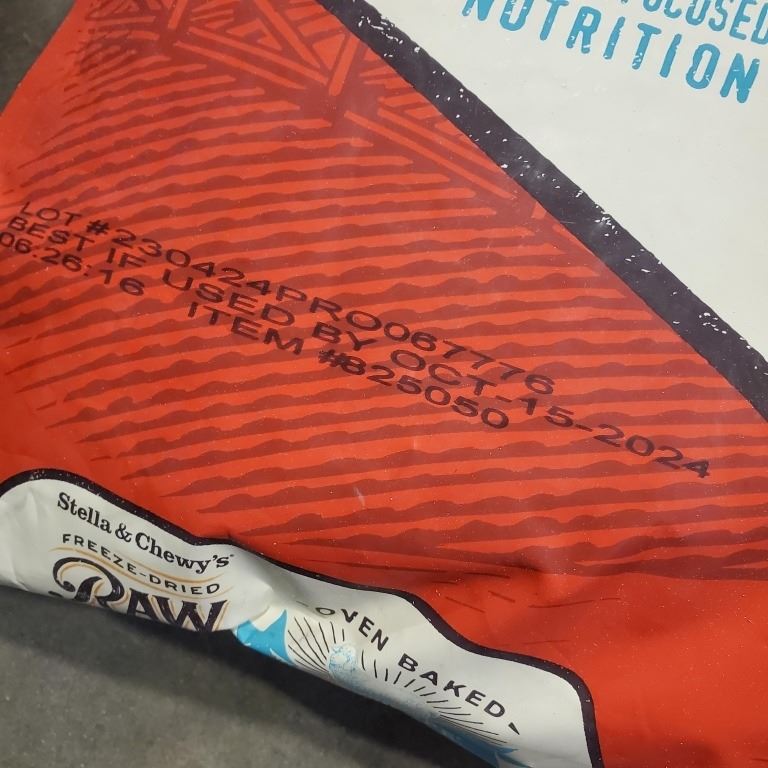 NUTRITION
LOT #230424PRO067776
BEST IF USED BY OCT-15-2024
06:26:16 ITEM #825050
Stella & Chewy's
FREEZE-DRIED
RAW
OVEN BAKED